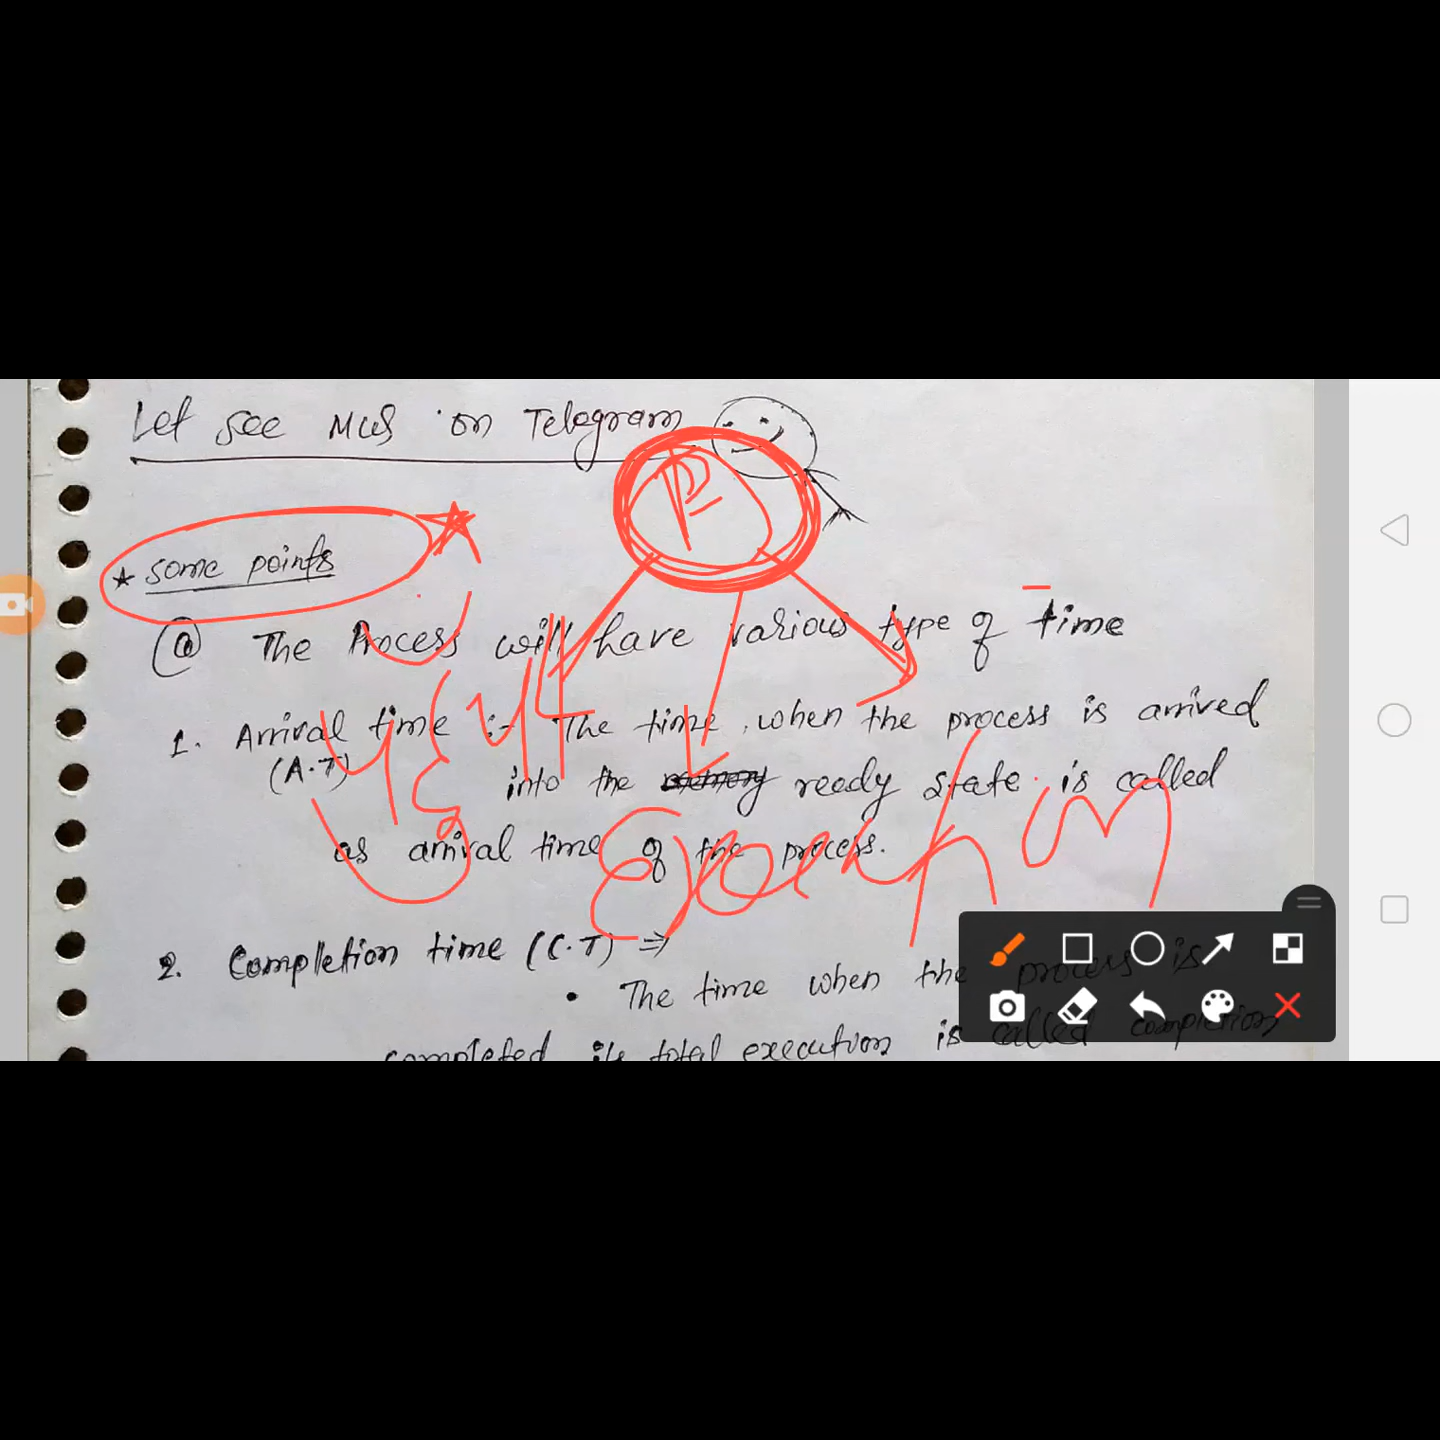 Let see MCQ on Telegram
★ some points
@ The Process will have various type of time
1. Arrival time :- The time, when the process is arrived
(A.T) into the ready state is called
as arrival time of the process.
2. Completion time (C.T) ⇒
• The time when the process is
completed its total execution is called completion